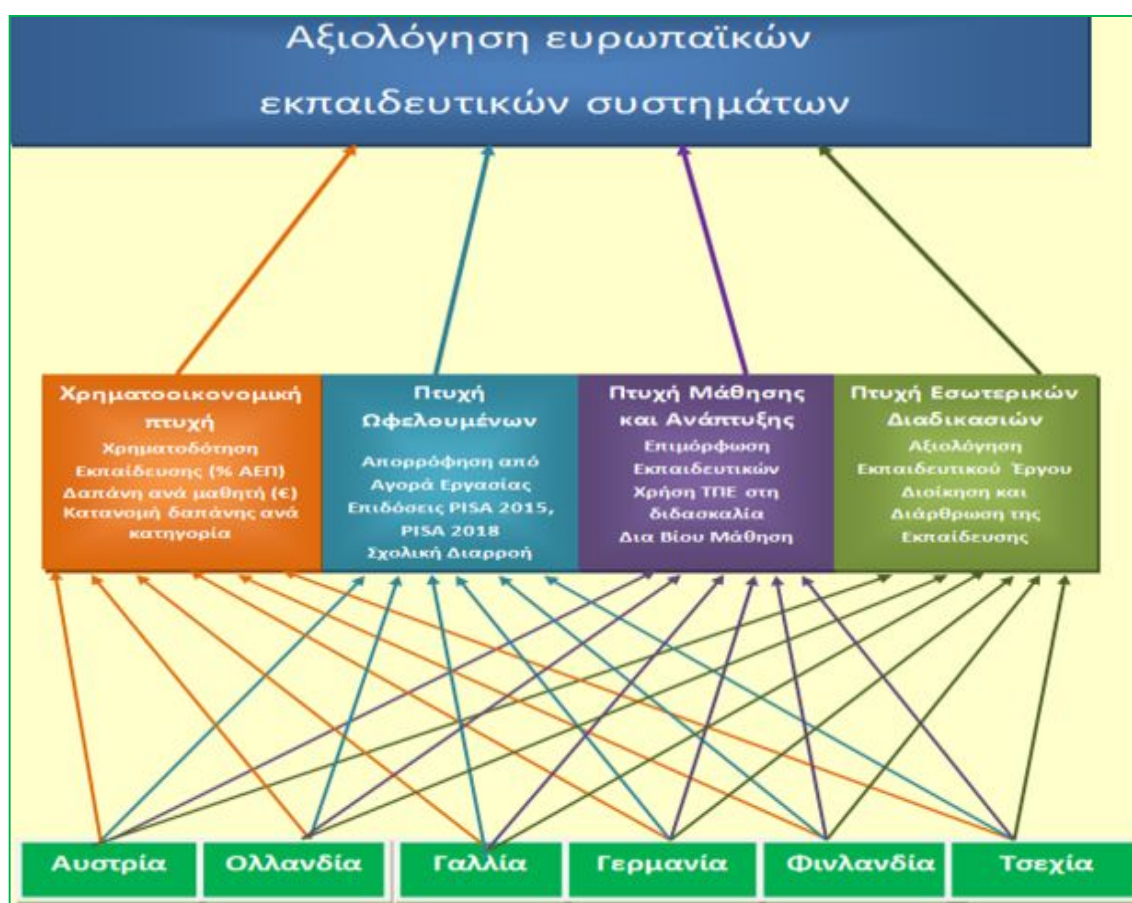 Αξιολόγηση ευρωπαϊκών
εκπαιδευτικών συστημάτων
Χρηματοοικονομική
πτυχή
Χρηματοδότηση
Εκπαίδευσης (% ΑΕΠ)
Δαπάνη ανά μαθητή (€)
Κατανομή δαπάνης ανά
κατηγορία
Πτυχή
Ωφελουμένων
Απορρόφηση από
Αγορά Εργασίας
Επιδόσεις PISA 2015,
PISA 2018
Σχολική Διαρροή
Πτυχή Μάθησης
και Ανάπτυξης
Επιμόρφωση
Εκπαιδευτικών
Χρήση ΤΠΕ στη
διδασκαλία
Δια Βίου Μάθηση
Πτυχή Εσωτερικών
Διαδικασιών
Αξιολόγηση
Εκπαιδευτικού Έργου
Διοίκηση και
Διάρθρωση της
Εκπαίδευσης
Αυστρία
Ολλανδία
Γαλλία
Γερμανία
Φινλανδία
Τσεχία